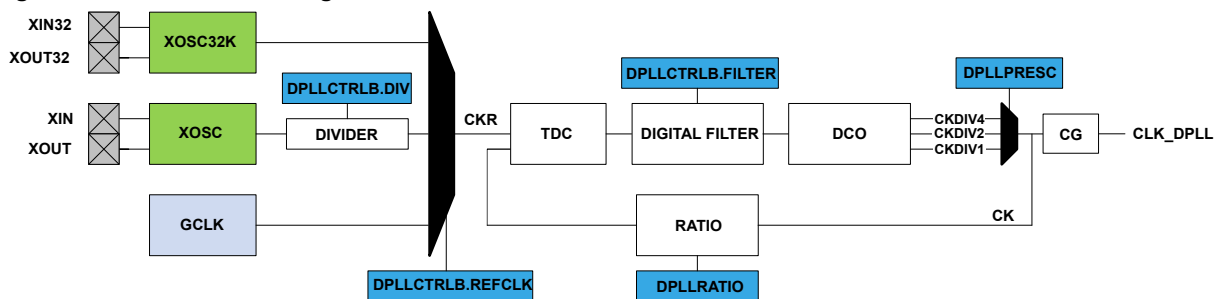 XIN32
XOUT32
XOSC32K
DPLLCTRLB.DIV
DPLLCTRLB.FILTER
DPLLPRESC
XIN
XOUT
XOSC
DIVIDER
CKR
TDC
DIGITAL FILTER
DCO
CKDIV4
CKDIV2
CKDIV1
CG
CLK_DPLL
GCLK
RATIO
CK
DPLLCTRLB.REFCLK
DPLLRATIO